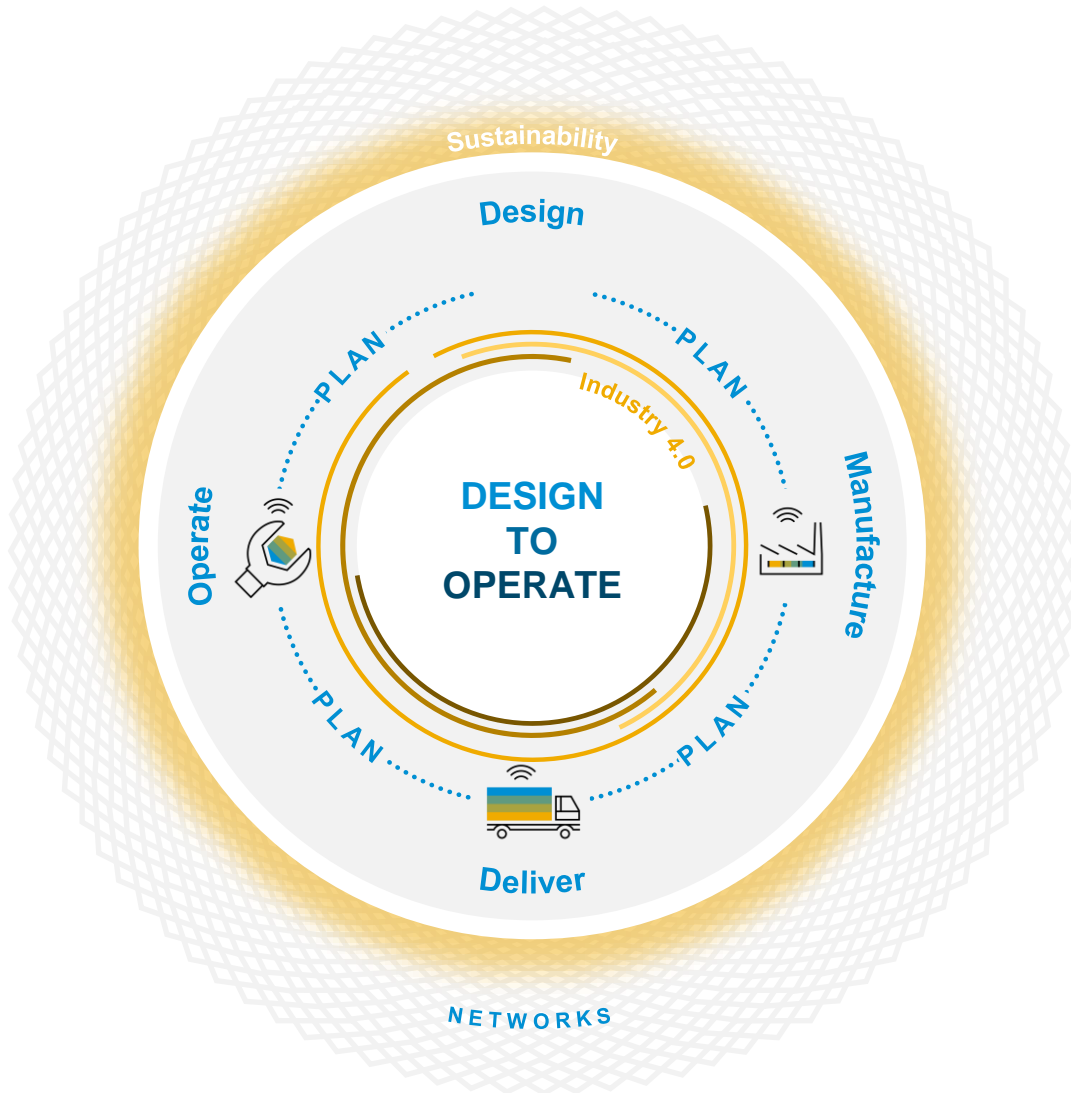 Sustainability
Design
PLAN
PLAN
Industry 4.0
Operate
DESIGN
TO
OPERATE
Manufacture
PLAN
PLAN
Deliver
NETWORKS